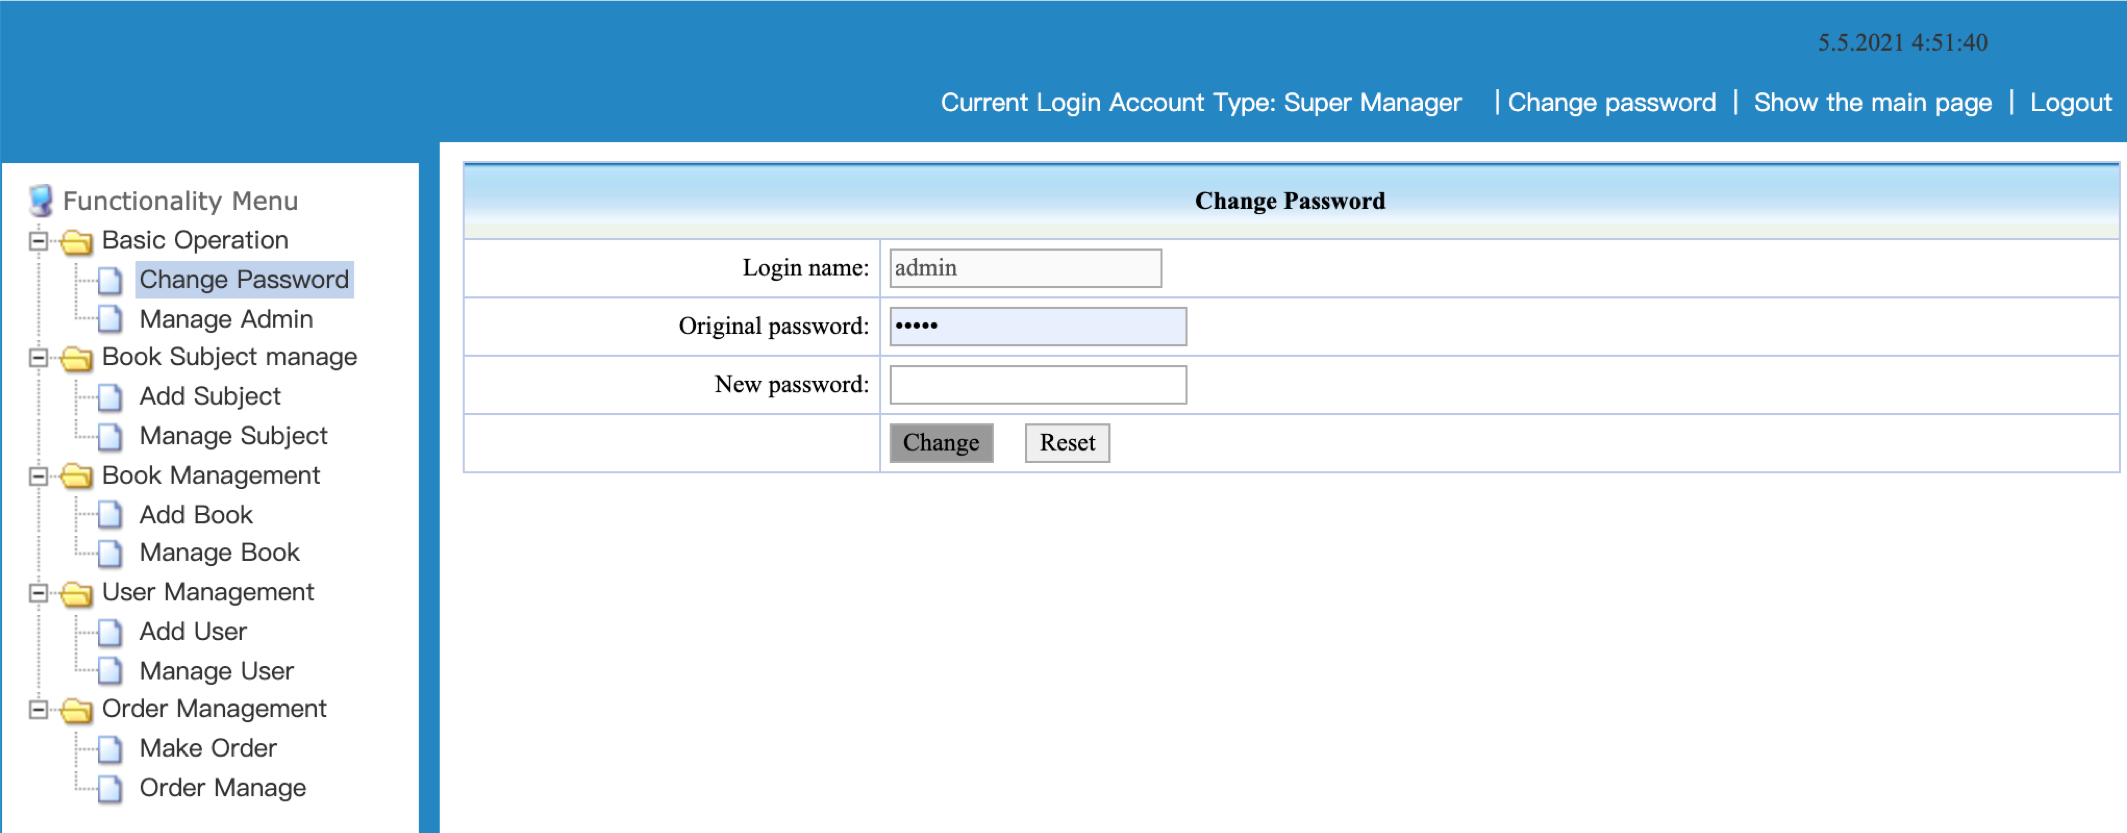 5.5.2021 4:51:40
Current Login Account Type: Super Manager | Change password | Show the main page | Logout
Functionality Menu
Basic Operation
Change Password
Manage Admin
Book Subject manage
Add Subject
Manage Subject
Book Management
Add Book
Manage Book
User Management
Add User
Manage User
Order Management
Make Order
Order Manage
Change Password
Login name: admin
Original password: •••••
New password:
Change Reset